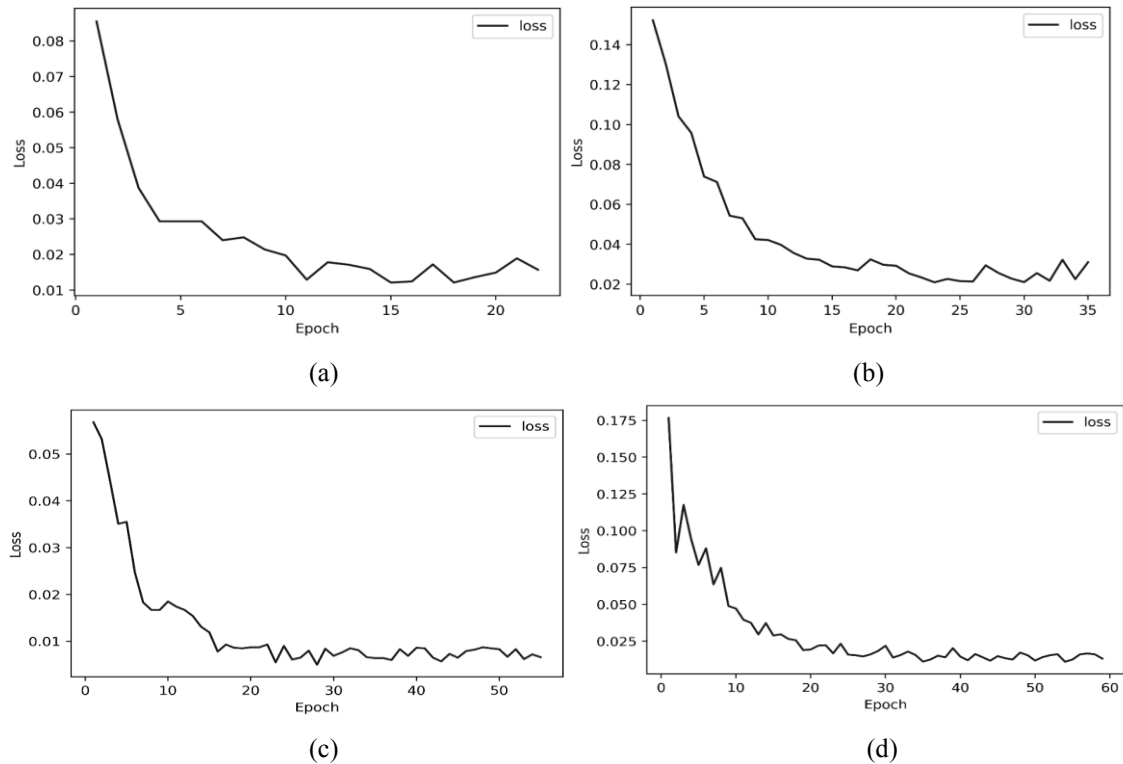 loss
0.08
0.07
0.06
0.05
0.04
0.03
0.02
0.01
Loss
0 5 10 15 20
Epoch
(a)
loss
0.14
0.12
0.10
0.08
0.06
0.04
0.02
Loss
0 5 10 15 20 25 30 35
Epoch
(b)
loss
0.05
0.04
0.03
0.02
0.01
Loss
0 10 20 30 40 50
Epoch
(c)
loss
0.175
0.150
0.125
0.100
0.075
0.050
0.025
Loss
0 10 20 30 40 50 60
Epoch
(d)